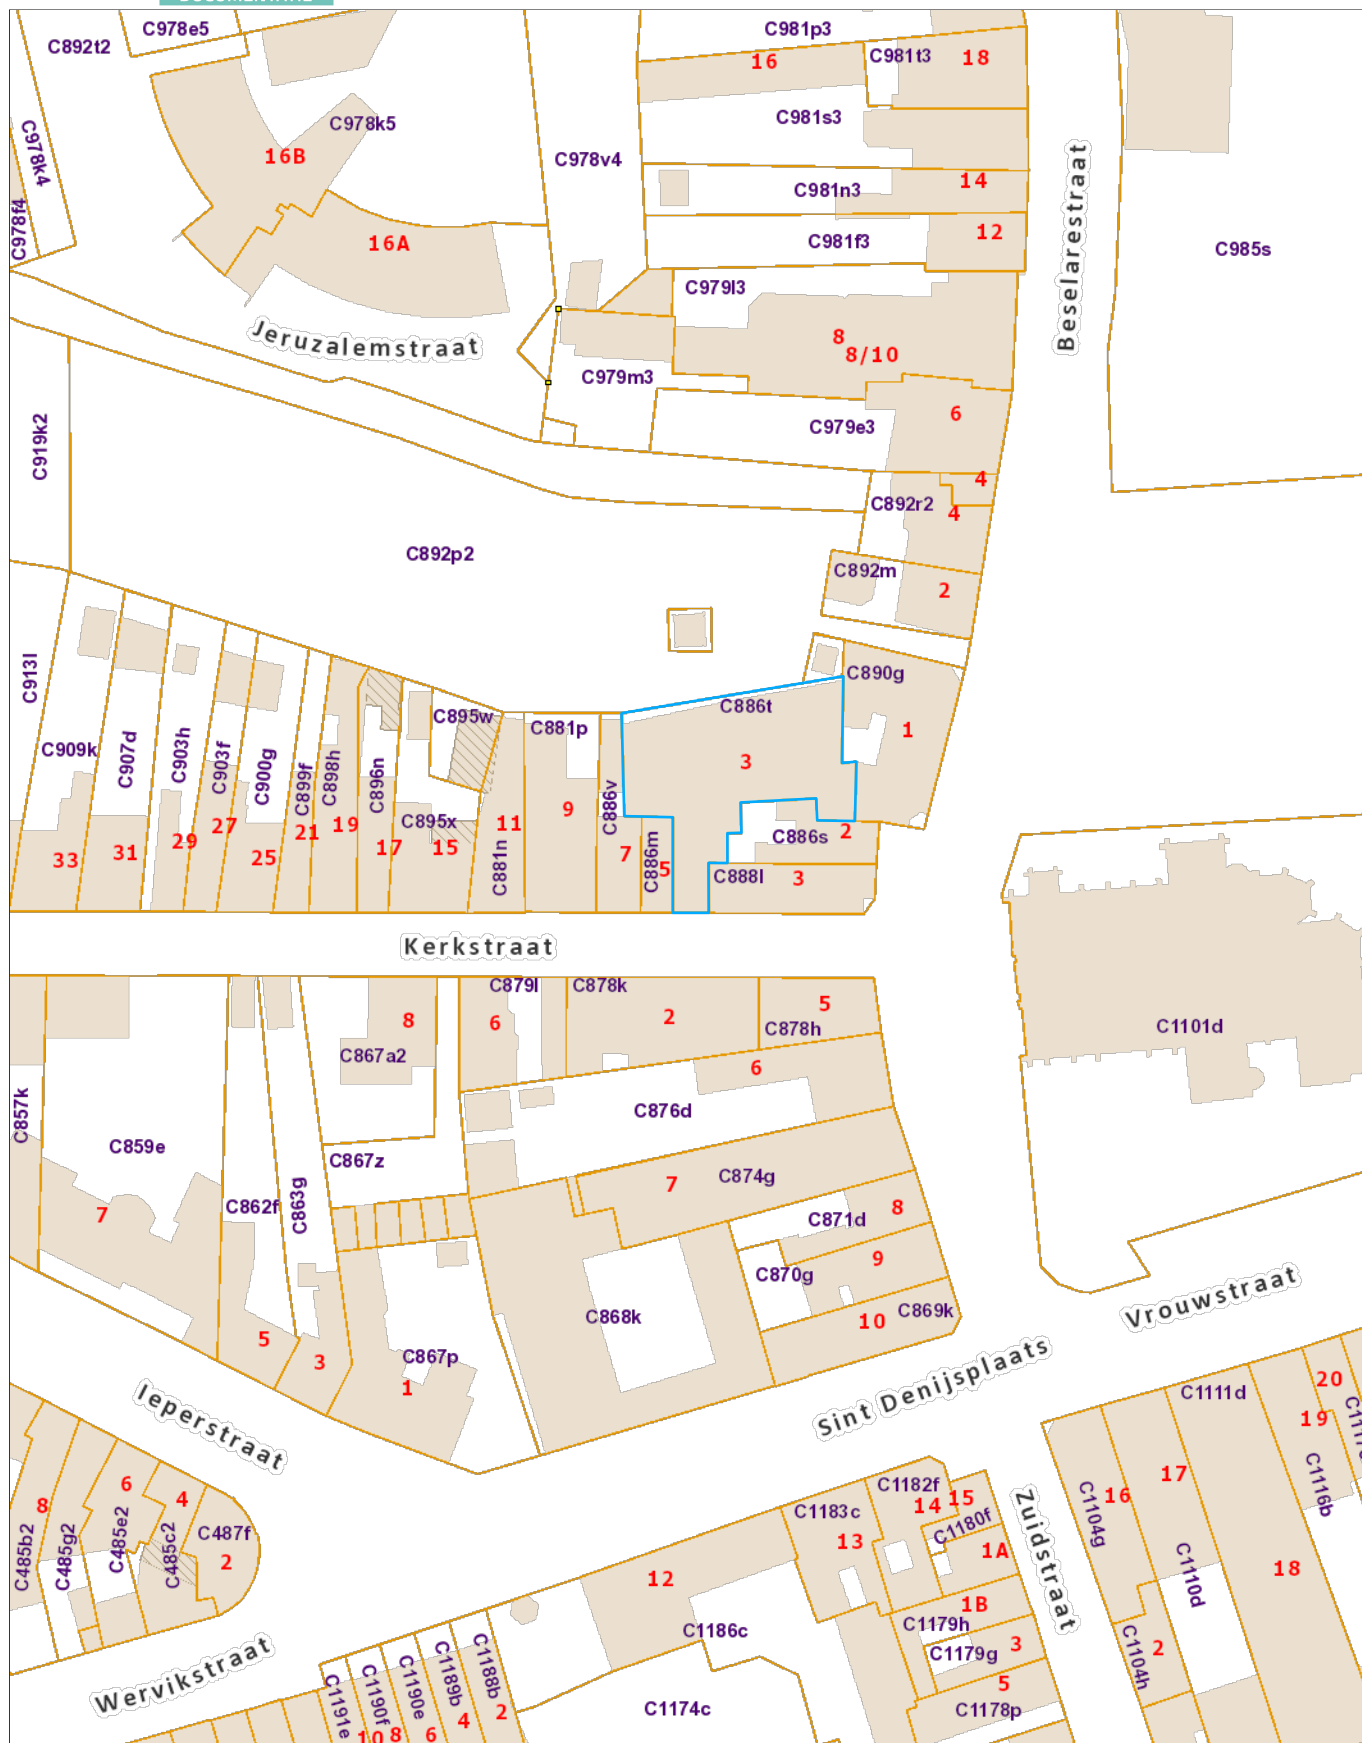 C892t2
C978e5
C981p3
16
C981t3
18
C978k4
C978k5
C981s3
16B
C978v4
14
C981n3
Beselarestraat
C978f4
16A
12
C981f3
C985s
C979l3
Jeruzalemstraat
8
8/10
C979m3
6
C979e3
C919k2
4
C892r2
4
C892p2
C892m
2
C913l
C890g
C886t
1
C909k
C907d
C903h
C903f
C900g
C899f
C898h
C896n
C895w
C881p
3
C886v
9
C895x
11
C886s
2
33
31
29
27
25
21
19
17
15
C881n
7
C886m
5
C888l
3
Kerkstraat
C879l
C878k
5
8
6
2
C878h
C867a2
C1101d
6
C857k
C876d
C859e
C867z
C874g
7
C862f
C863g
7
C871d
8
9
C870g
C868k
C869k
10
Vrouwstraat
5
3
C867p
1
Sint Denijsplaats
Ieperstraat
C1111d
20
19
C1116b
17
16
C1104g
6
4
8
C485b2
C485g2
C485e2
C485c2
C487f
2
C1182f
14
15
C1183c
13
C1180f
1A
Zuidstraat
12
C1110d
18
1B
C1179h
C1186c
C1179g
3
2
C1104h
Wervikstraat
5
C1178p
C1174c
C1191e
C1190f
C1190e
C1189b
C1188b
10
8
6
4
2